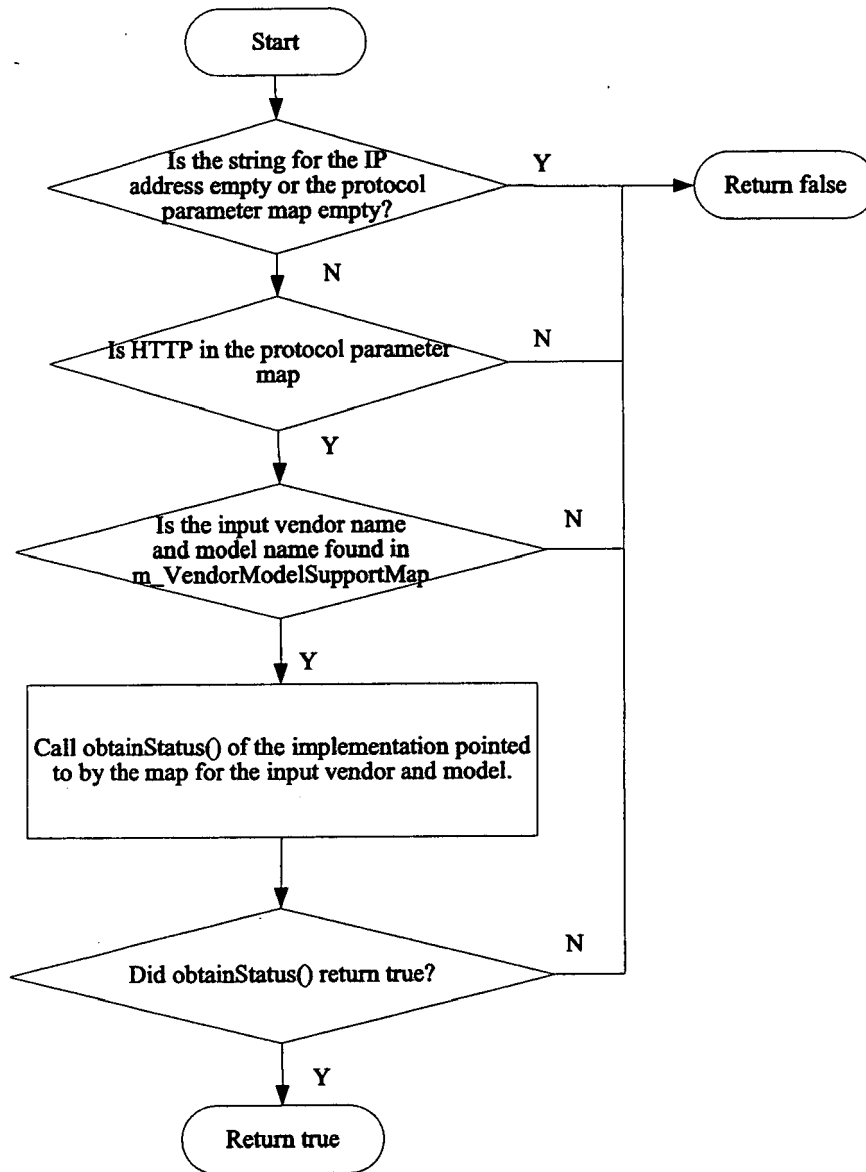 Start
Is the string for the IP
address empty or the protocol
parameter map empty?
Y
Return false
N
Is HTTP in the protocol parameter
map
N
Y
Is the input vendor name
and model name found in
m_VendorModelSupportMap
N
Y
Call obtainStatus() of the implementation pointed
to by the map for the input vendor and model.
Did obtainStatus() return true?
N
Y
Return true